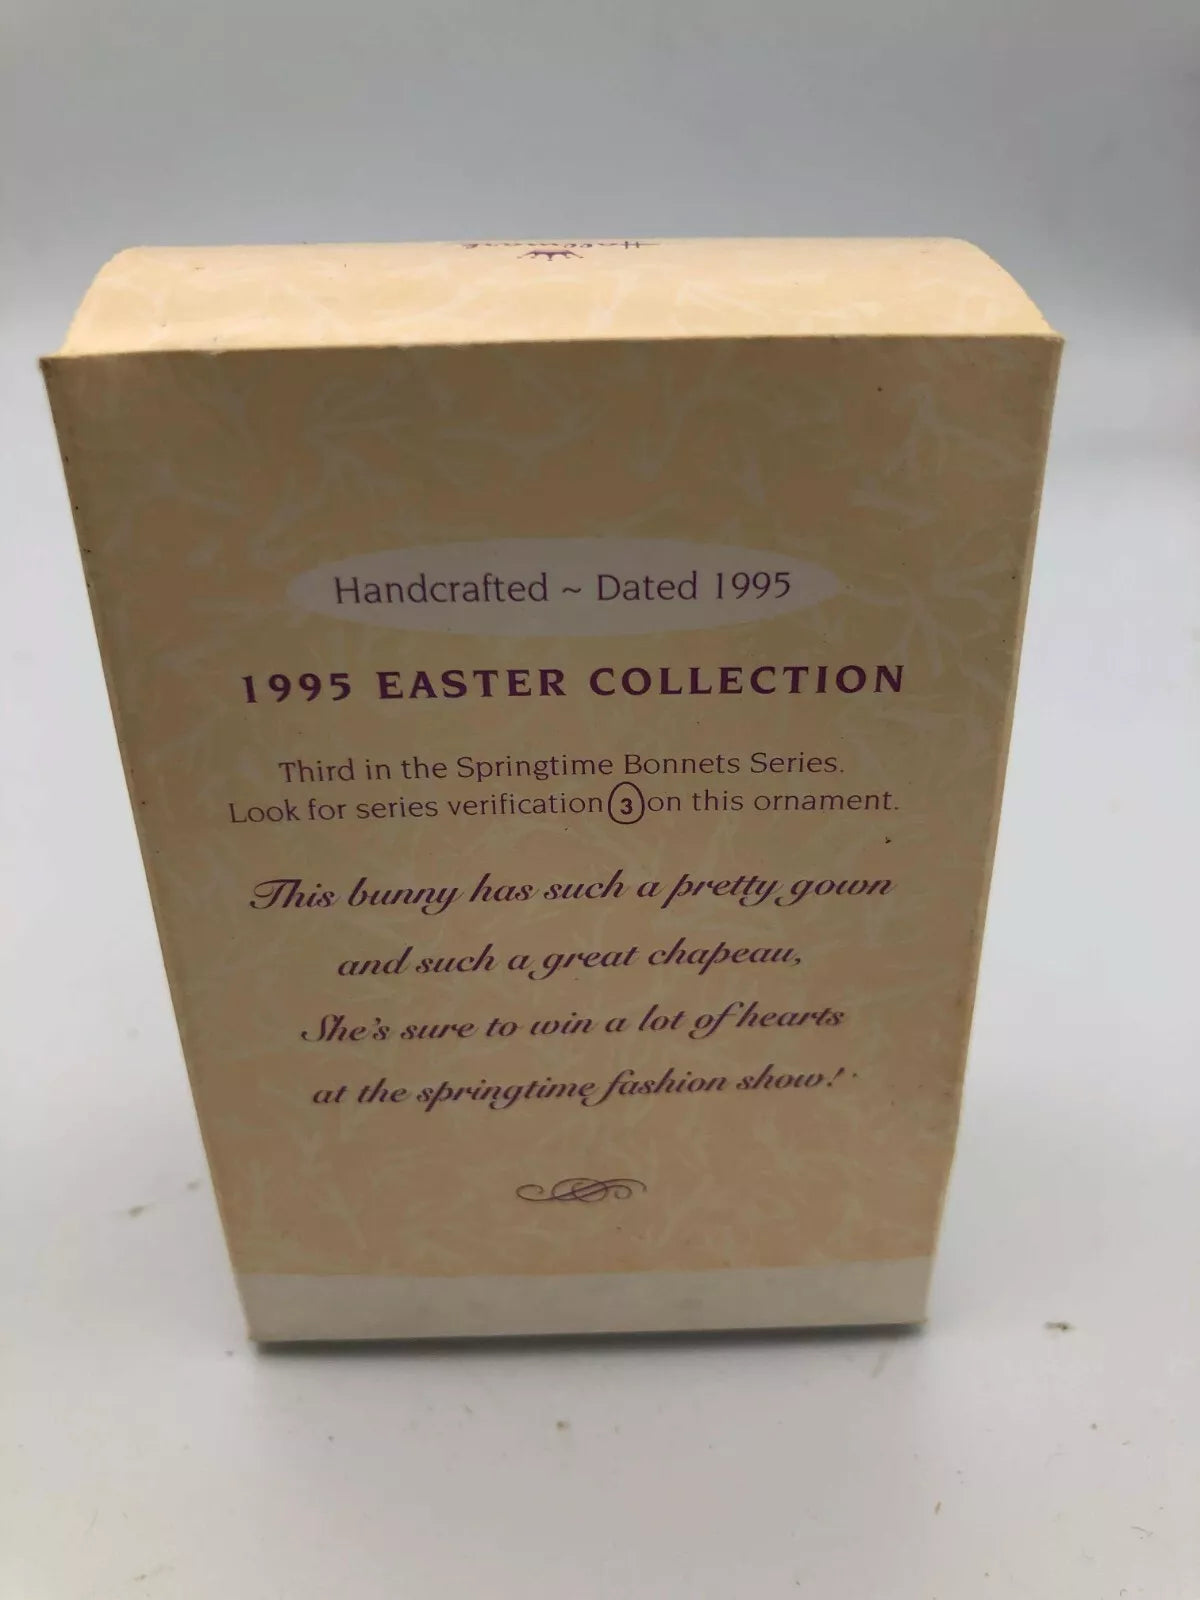 Hallmark
Handcrafted ~ Dated 1995
1995 EASTER COLLECTION
Third in the Springtime Bonnets Series.
Look for series verification 3 on this ornament.
This bunny has such a pretty gown
and such a great chapeau,
She's sure to win a lot of hearts
at the springtime fashion show!